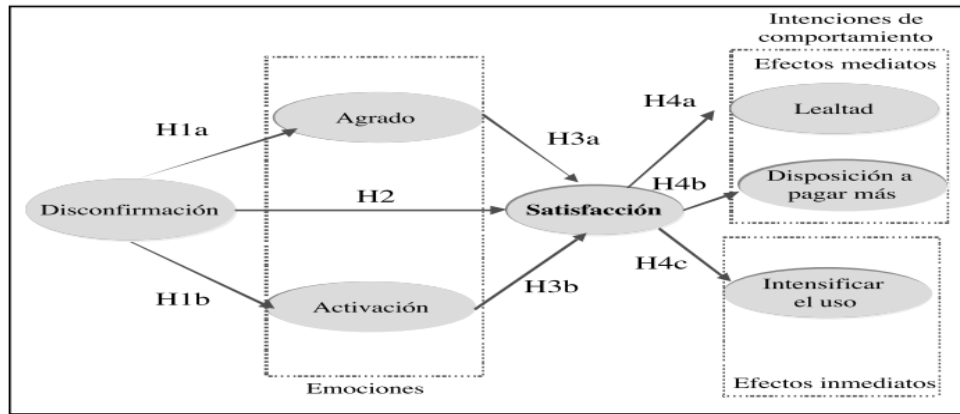 Intenciones de
comportamiento
Efectos mediatos
H4a
Lealtad
H1a
Agrado
H3a
Disconfirmación
H2
Satisfacción
H4b
Disposición a
pagar más
H4c
H1b
Activación
H3b
Intensificar
el uso
Emociones
Efectos inmediatos